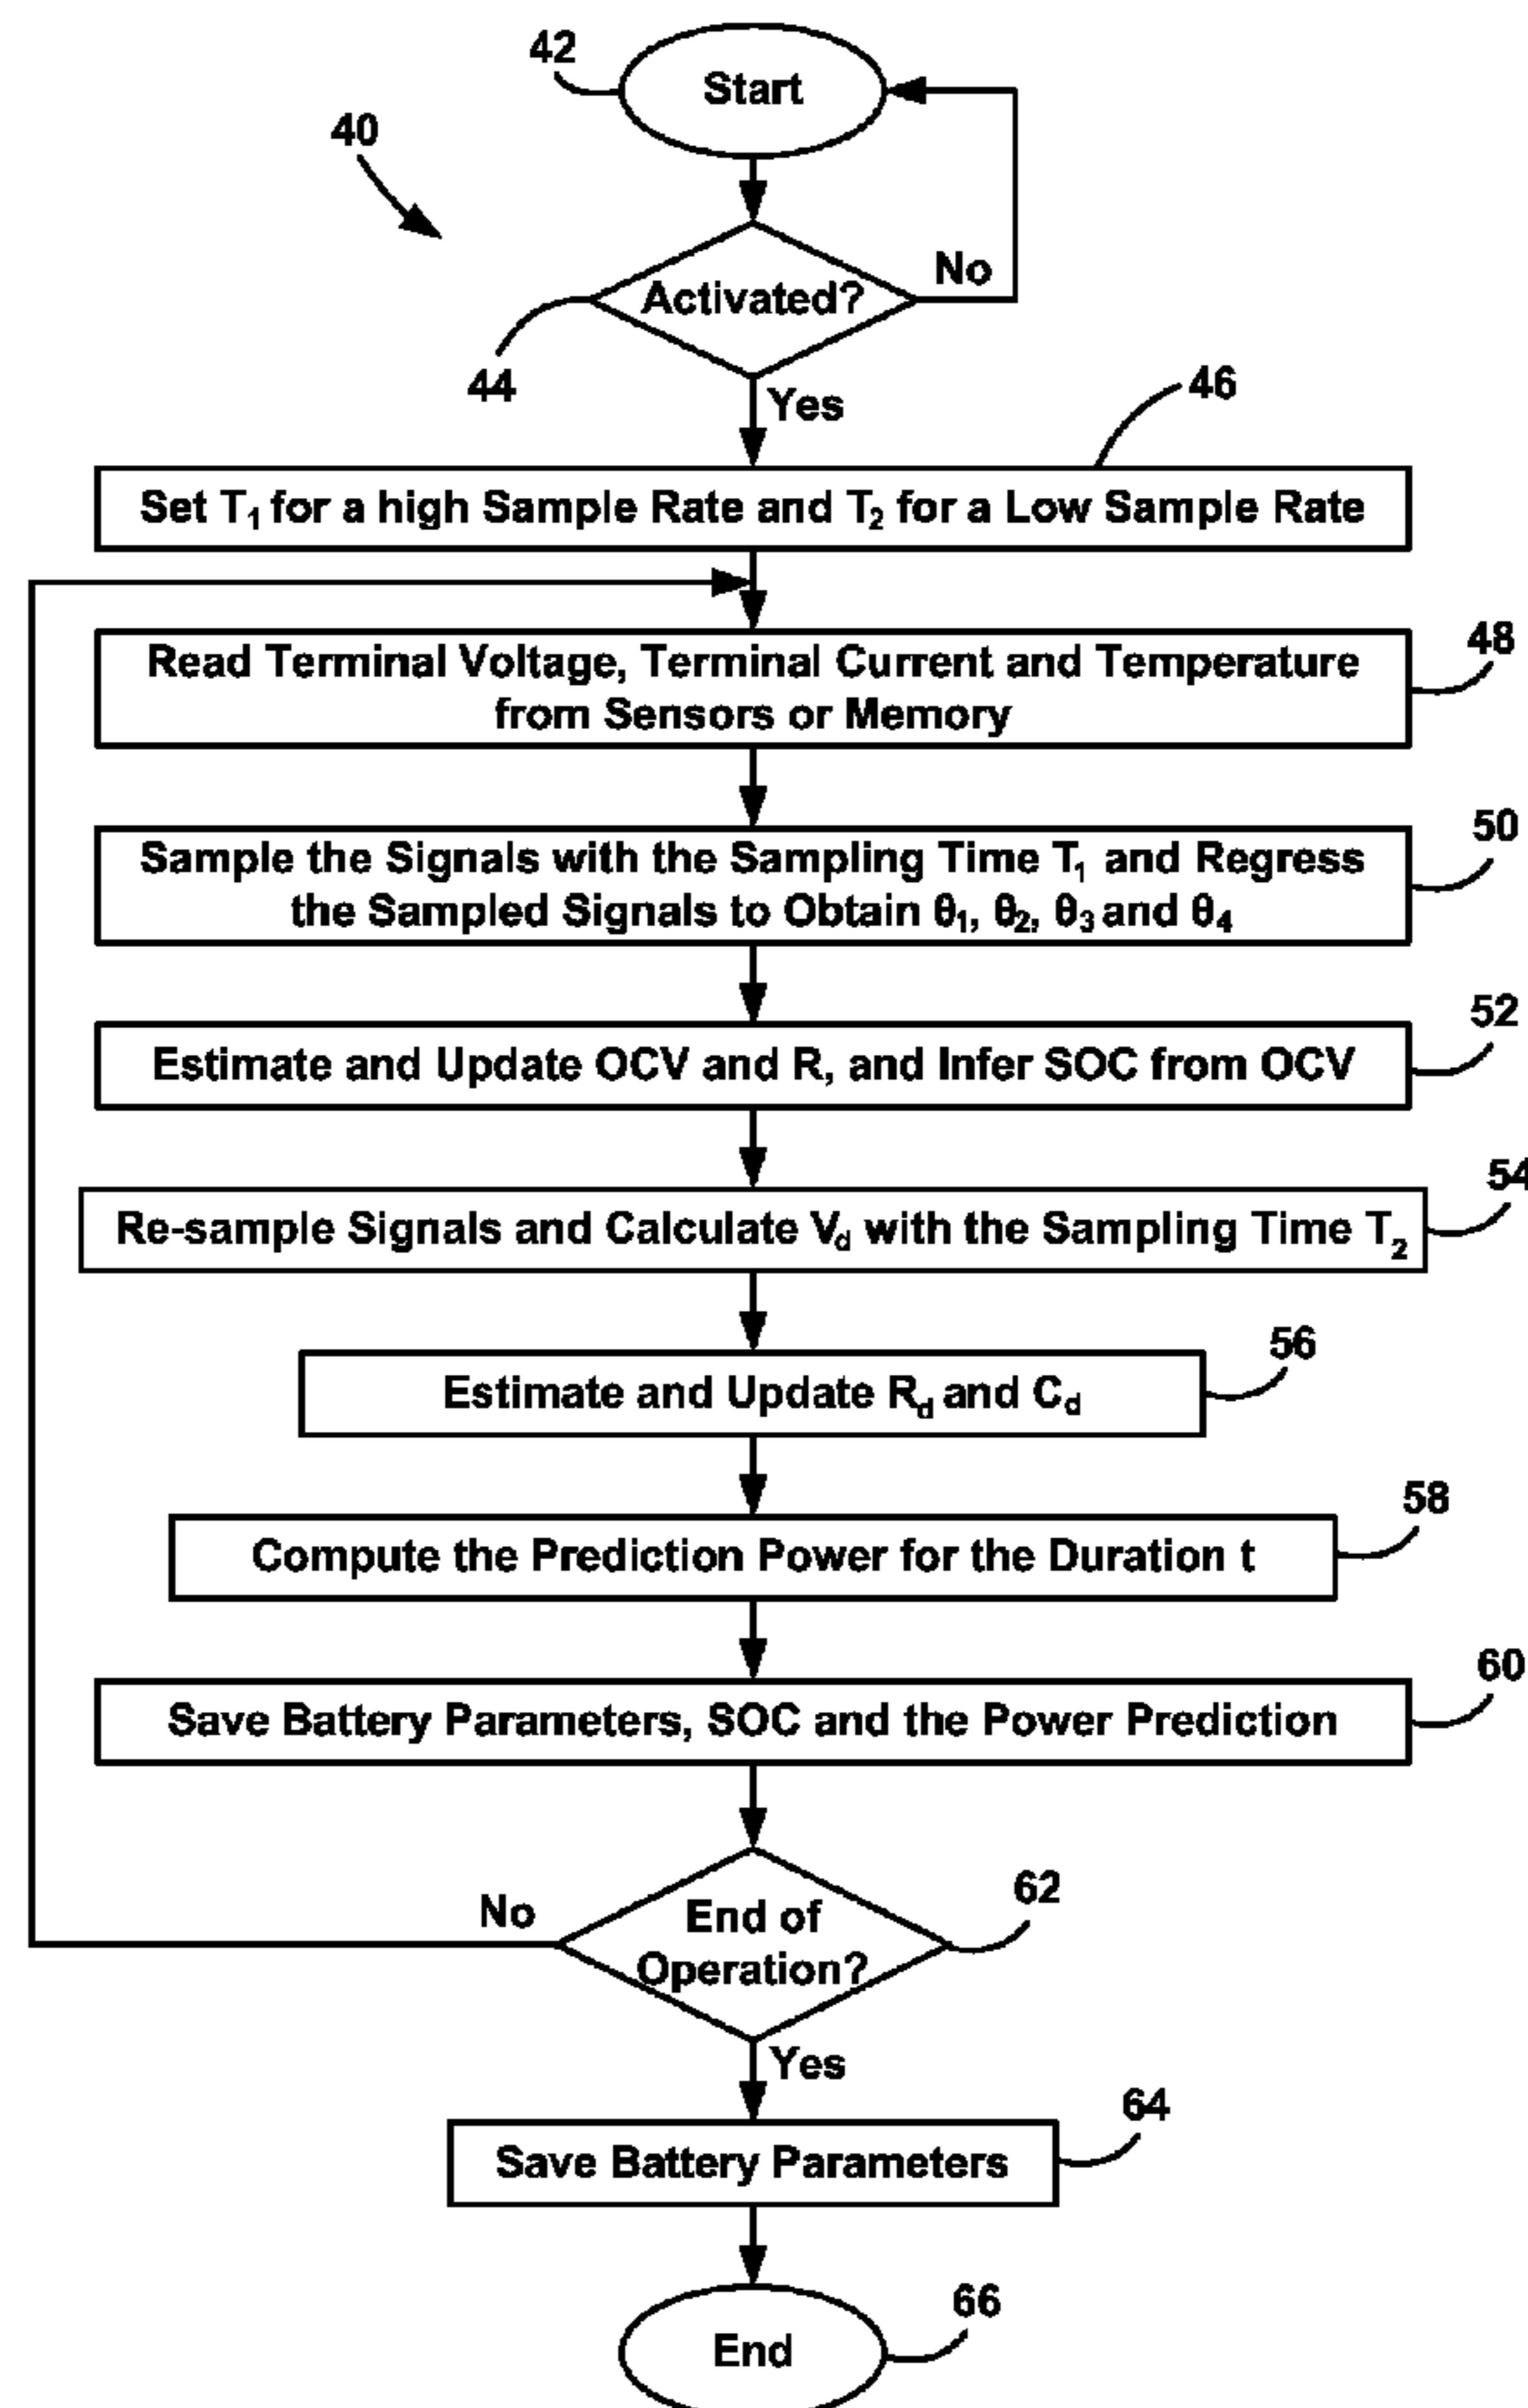 42
Start
40
Activated?
No
44
Yes
46
Set T₁ for a high Sample Rate and T₂ for a Low Sample Rate
48
Read Terminal Voltage, Terminal Current and Temperature
from Sensors or Memory
50
Sample the Signals with the Sampling Time T₁ and Regress
the Sampled Signals to Obtain θ₁, θ₂, θ₃ and θ₄
52
Estimate and Update OCV and R, and Infer SOC from OCV
54
Re-sample Signals and Calculate V_d with the Sampling Time T₂
56
Estimate and Update R_d and C_d
58
Compute the Prediction Power for the Duration t
60
Save Battery Parameters, SOC and the Power Prediction
62
No
End of
Operation?
Yes
64
Save Battery Parameters
66
End